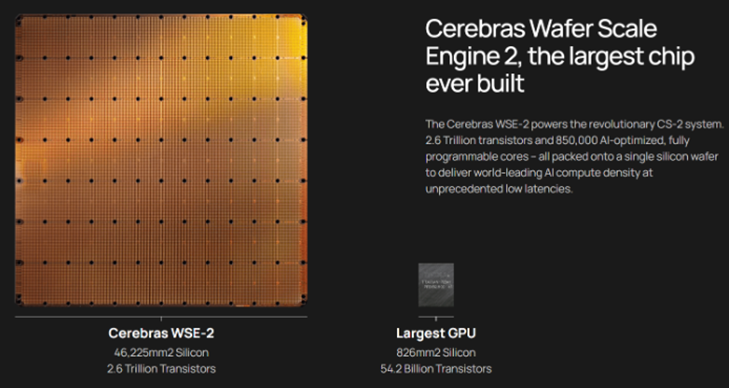 Cerebras Wafer Scale
Engine 2, the largest chip
ever built
The Cerebras WSE-2 powers the revolutionary CS-2 system.
2.6 Trillion transistors and 850,000 AI-optimized, fully
programmable cores – all packed onto a single silicon wafer
to deliver world-leading AI compute density at
unprecedented low latencies.
Cerebras WSE-2
46,225mm2 Silicon
2.6 Trillion Transistors
Largest GPU
826mm2 Silicon
54.2 Billion Transistors